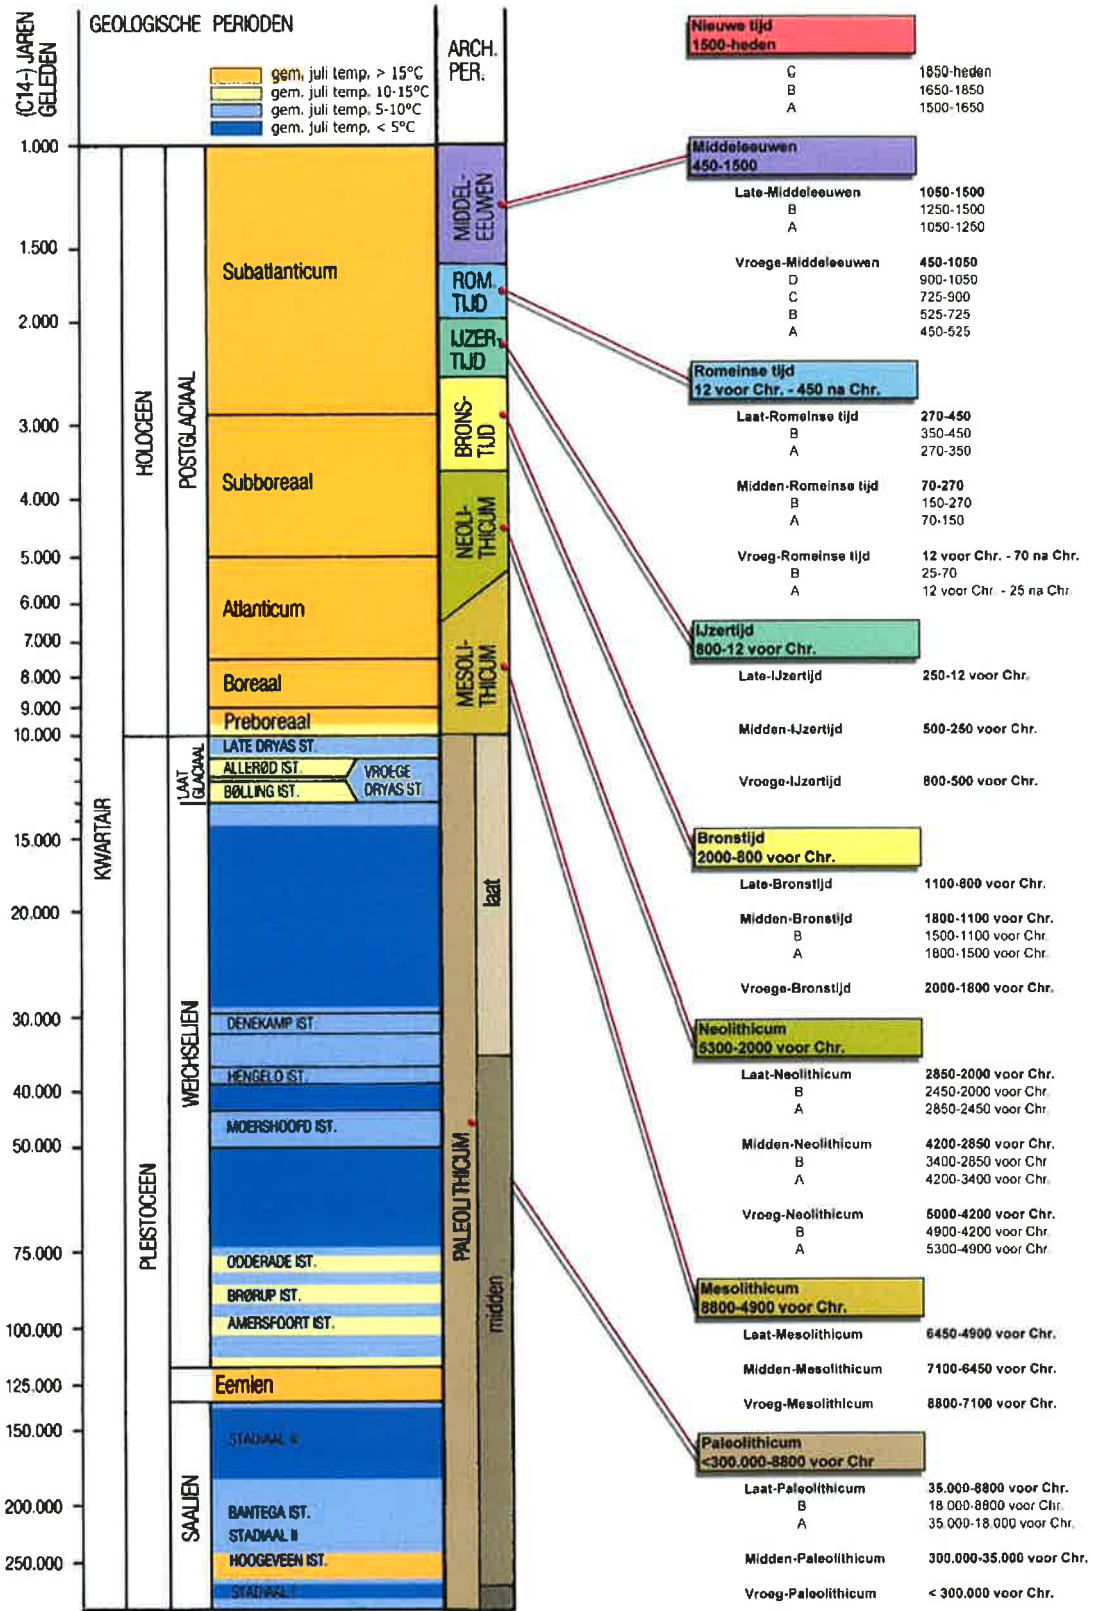 (C14-) JAREN
GELEDEN
GEOLOGISCHE PERIODEN
gem. juli temp. > 15°C
gem. juli temp. 10-15°C
gem. juli temp. 5-10°C
gem. juli temp. < 5°C
ARCH.
PER.
1.000
1.500
2.000
3.000
4.000
5.000
6.000
7.000
8.000
9.000
10.000
15.000
20.000
30.000
40.000
50.000
75.000
100.000
125.000
150.000
200.000
250.000
KWARTAIR
HOLOCEEN
PLEISTOCEEN
POSTGLACIAAL
LAAT
GLACIAAL
WEICHSELIEN
SAALIEN
Subatlanticum
Subboreaal
Atlanticum
Boreaal
Preboreaal
LATE DRYAS ST.
ALLERØD IST.
VROEGE
DRYAS ST.
BØLLING IST.
DENEKAMP IST.
HENGELO IST.
MOERSHOOFD IST.
ODDERADE IST.
BRØRUP IST.
AMERSFOORT IST.
Eemien
STADIAAL III
BANTEGA IST.
STADIAAL II
HOOGEVEEN IST.
STADIAAL I
MIDDEL-
EEUWEN
ROM.
TIJD
IJZER-
TIJD
BRONS-
TIJD
NEOLI-
THICUM
MESOLI-
THICUM
PALEOLITHICUM
laat
midden
Nieuwe tijd
1500-heden
C 1850-heden
B 1650-1850
A 1500-1650
Middeleeuwen
450-1500
Late-Middeleeuwen 1050-1500
B 1250-1500
A 1050-1250
Vroege-Middeleeuwen 450-1050
D 900-1050
C 725-900
B 525-725
A 450-525
Romeinse tijd
12 voor Chr. - 450 na Chr.
Laat-Romeinse tijd 270-450
B 350-450
A 270-350
Midden-Romeinse tijd 70-270
B 150-270
A 70-150
Vroeg-Romeinse tijd 12 voor Chr. - 70 na Chr.
B 25-70
A 12 voor Chr. - 25 na Chr.
IJzertijd
800-12 voor Chr.
Late-IJzertijd 250-12 voor Chr.
Midden-IJzertijd 500-250 voor Chr.
Vroege-IJzertijd 800-500 voor Chr.
Bronstijd
2000-800 voor Chr.
Late-Bronstijd 1100-800 voor Chr.
Midden-Bronstijd 1800-1100 voor Chr.
B 1500-1100 voor Chr.
A 1800-1500 voor Chr.
Vroege-Bronstijd 2000-1800 voor Chr.
Neolithicum
5300-2000 voor Chr.
Laat-Neolithicum 2850-2000 voor Chr.
B 2450-2000 voor Chr.
A 2850-2450 voor Chr.
Midden-Neolithicum 4200-2850 voor Chr.
B 3400-2850 voor Chr.
A 4200-3400 voor Chr.
Vroeg-Neolithicum 5000-4200 voor Chr.
B 4900-4200 voor Chr.
A 5300-4900 voor Chr.
Mesolithicum
8800-4900 voor Chr.
Laat-Mesolithicum 6450-4900 voor Chr.
Midden-Mesolithicum 7100-6450 voor Chr.
Vroeg-Mesolithicum 8800-7100 voor Chr.
Paleolithicum
<300.000-8800 voor Chr
Laat-Paleolithicum 35.000-8800 voor Chr.
B 18.000-8800 voor Chr.
A 35.000-18.000 voor Chr.
Midden-Paleolithicum 300.000-35.000 voor Chr.
Vroeg-Paleolithicum < 300.000 voor Chr.